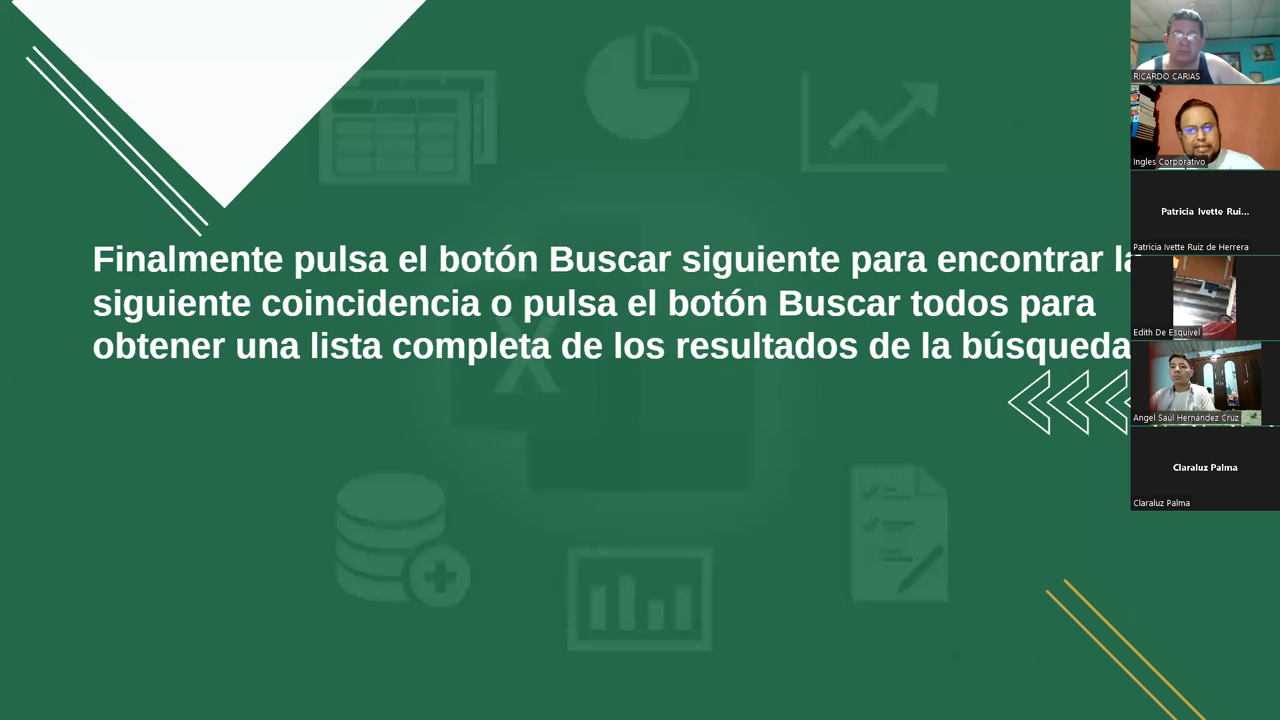 Finalmente pulsa el botón Buscar siguiente para encontrar la
siguiente coincidencia o pulsa el botón Buscar todos para
obtener una lista completa de los resultados de la búsqueda
RICARDO CARIAS
Ingles Corporativo
Patricia Ivette Rui...
Patricia Ivette Ruiz de Herrera
Edith De Esquivel
Angel Saúl Hernández Cruz
Claraluz Palma
Claraluz Palma
X